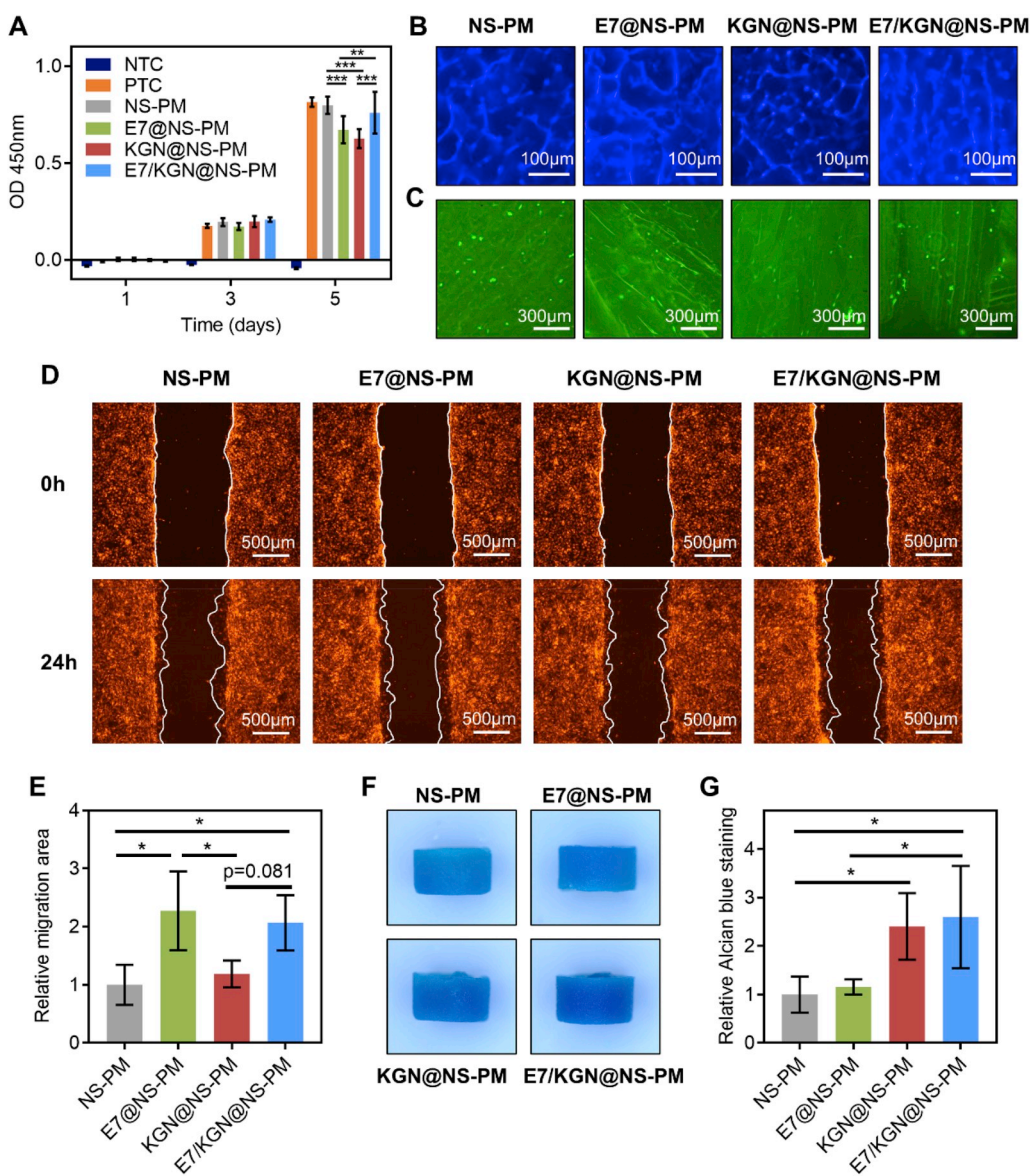 A
OD 450nm
1.0
0.5
0.0
NTC
PTC
NS-PM
E7@NS-PM
KGN@NS-PM
E7/KGN@NS-PM
**
***
*** ***
1 3 5
Time (days)
B
NS-PM E7@NS-PM KGN@NS-PM E7/KGN@NS-PM
100µm 100µm 100µm 100µm
C
300µm 300µm 300µm 300µm
D
NS-PM E7@NS-PM KGN@NS-PM E7/KGN@NS-PM
0h
500µm 500µm 500µm 500µm
24h
500µm 500µm 500µm 500µm
E
Relative migration area
4
3
2
1
0
*
* *
p=0.081
NS-PM
E7@NS-PM
KGN@NS-PM
E7/KGN@NS-PM
F
NS-PM E7@NS-PM
KGN@NS-PM E7/KGN@NS-PM
G
Relative Alcian blue staining
4
3
2
1
0
*
*
*
NS-PM
E7@NS-PM
KGN@NS-PM
E7/KGN@NS-PM